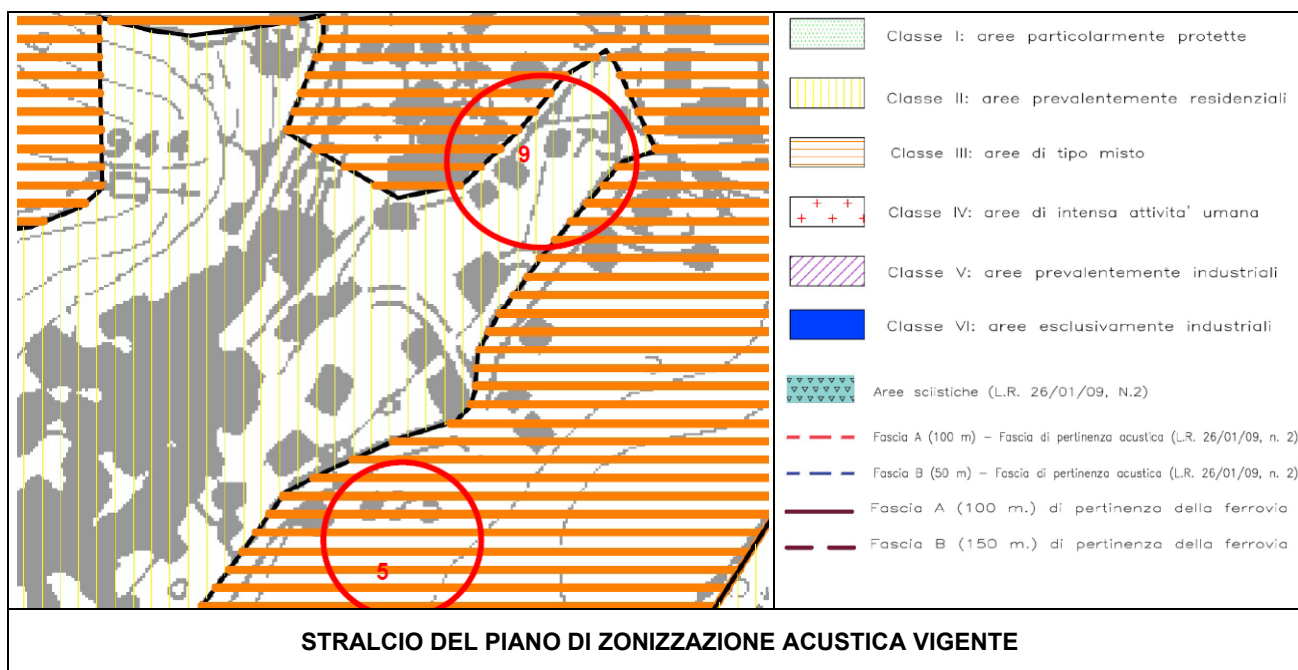 944
9
5
Classe I: aree particolarmente protette
Classe II: aree prevalentemente residenziali
Classe III: aree di tipo misto
Classe IV: aree di intensa attivita' umana
Classe V: aree prevalentemente industriali
Classe VI: aree esclusivamente industriali
Aree sciistiche (L.R. 26/01/09, N.2)
Fascia A (100 m) – Fascia di pertinenza acustica (L.R. 26/01/09, n. 2)
Fascia B (50 m) – Fascia di pertinenza acustica (L.R. 26/01/09, n. 2)
Fascia A (100 m.) di pertinenza della ferrovia
Fascia B (150 m.) di pertinenza della ferrovia
STRALCIO DEL PIANO DI ZONIZZAZIONE ACUSTICA VIGENTE